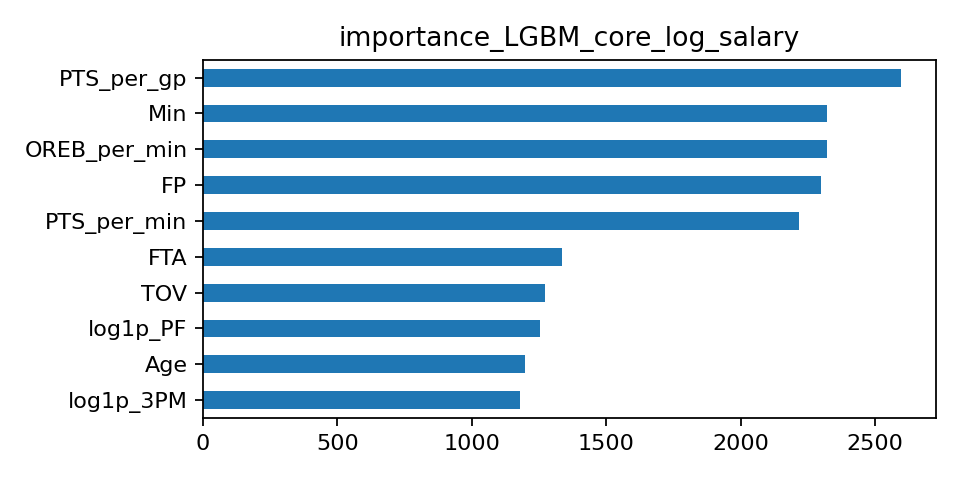 importance_LGBM_core_log_salary
PTS_per_gp
Min
OREB_per_min
FP
PTS_per_min
FTA
TOV
log1p_PF
Age
log1p_3PM
0 500 1000 1500 2000 2500